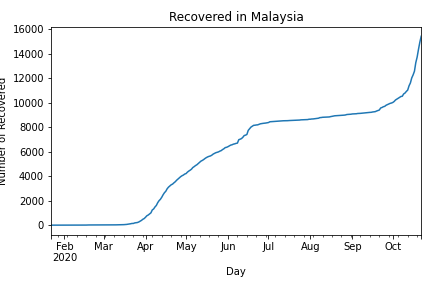 Recovered in Malaysia
Number of Recovered
16000
14000
12000
10000
8000
6000
4000
2000
0
Feb Mar Apr May Jun Jul Aug Sep Oct
2020
Day